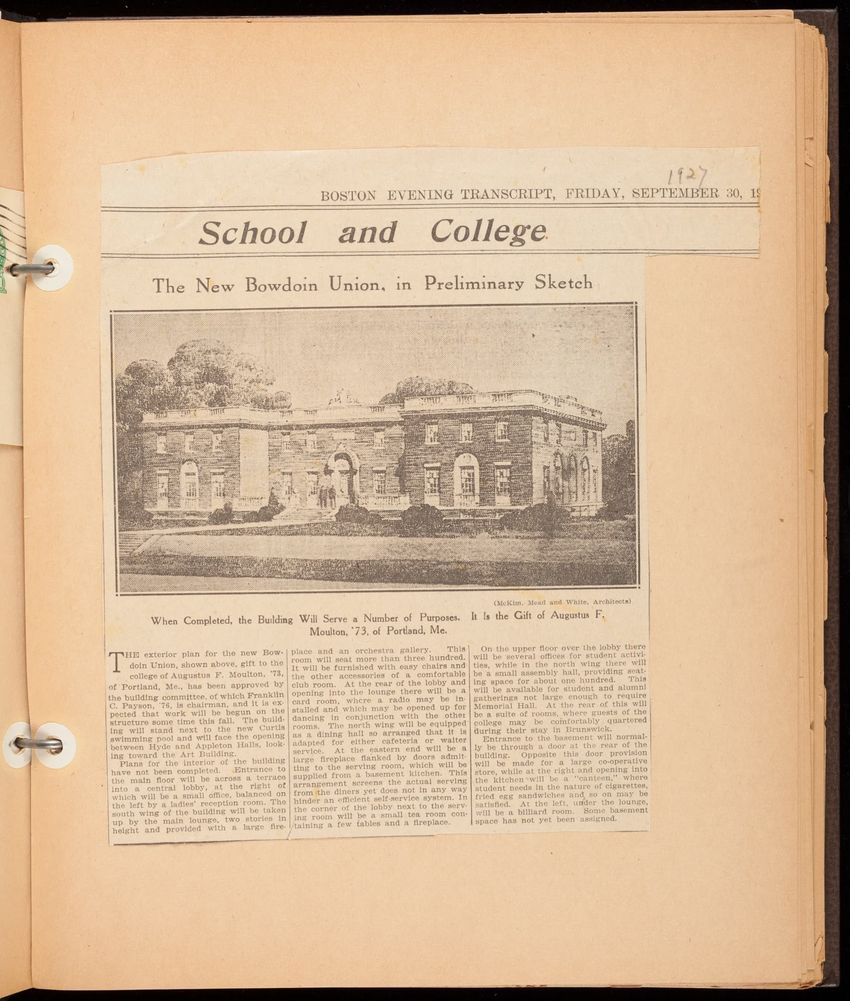 1927
BOSTON EVENING TRANSCRIPT, FRIDAY, SEPTEMBER 30, 19
School and College
The New Bowdoin Union, in Preliminary Sketch
(McKim, Mead and White, Architects)
When Completed, the Building Will Serve a Number of Purposes. It Is the Gift of Augustus F.
Moulton, '73, of Portland, Me.
THE exterior plan for the new Bow-
doin Union, shown above, gift to the
college of Augustus F. Moulton, '73,
of Portland, Me., has been approved by
the building committee, of which Franklin
C. Payson, '76, is chairman, and it is ex-
pected that work will be begun on the
structure some time this fall. The build-
ing will stand next to the new Curtis
swimming pool and will face the opening
between Hyde and Appleton Halls, look-
ing toward the Art Building.
Plans for the interior of the building
have not been completed. Entrance to
the main floor will be across a terrace
into a central lobby, at the right of
which will be a small office, balanced on
the left by a ladies' reception room. The
south wing of the building will be taken
up by the main lounge, two stories in
height and provided with a large fire-
place and an orchestra gallery. This
room will seat more than three hundred.
It will be furnished with easy chairs and
the other accessories of a comfortable
club room. At the rear of the lobby and
opening into the lounge there will be a
card room, where a radio may be in-
stalled and which may be opened up for
dancing in conjunction with the other
rooms. The north wing will be equipped
as a dining hall so arranged that it is
adapted for either cafeteria or waiter
service. At the eastern end will be a
large fireplace flanked by doors admit-
ting to the serving room, which will be
supplied from a basement kitchen. This
arrangement screens the actual serving
from the diners yet does not in any way
hinder an efficient self-service system. In
the corner of the lobby next to the serv-
ing room will be a small tea room con-
taining a few tables and a fireplace.
On the upper floor over the lobby there
will be several offices for student activi-
ties, while in the north wing there will
be a small assembly hall, providing seat-
ing space for about one hundred. This
will be available for student and alumni
gatherings not large enough to require
Memorial Hall. At the rear of this will
be a suite of rooms, where guests of the
college may be comfortably quartered
during their stay in Brunswick.
Entrance to the basement will normal-
ly be through a door at the rear of the
building. Opposite this door provision
will be made for a large co-operative
store, while at the right and opening into
the kitchen will be a "canteen," where
student needs in the nature of cigarettes,
fried egg sandwiches and so on may be
satisfied. At the left, under the lounge,
will be a billiard room. Some basement
space has not yet been assigned.